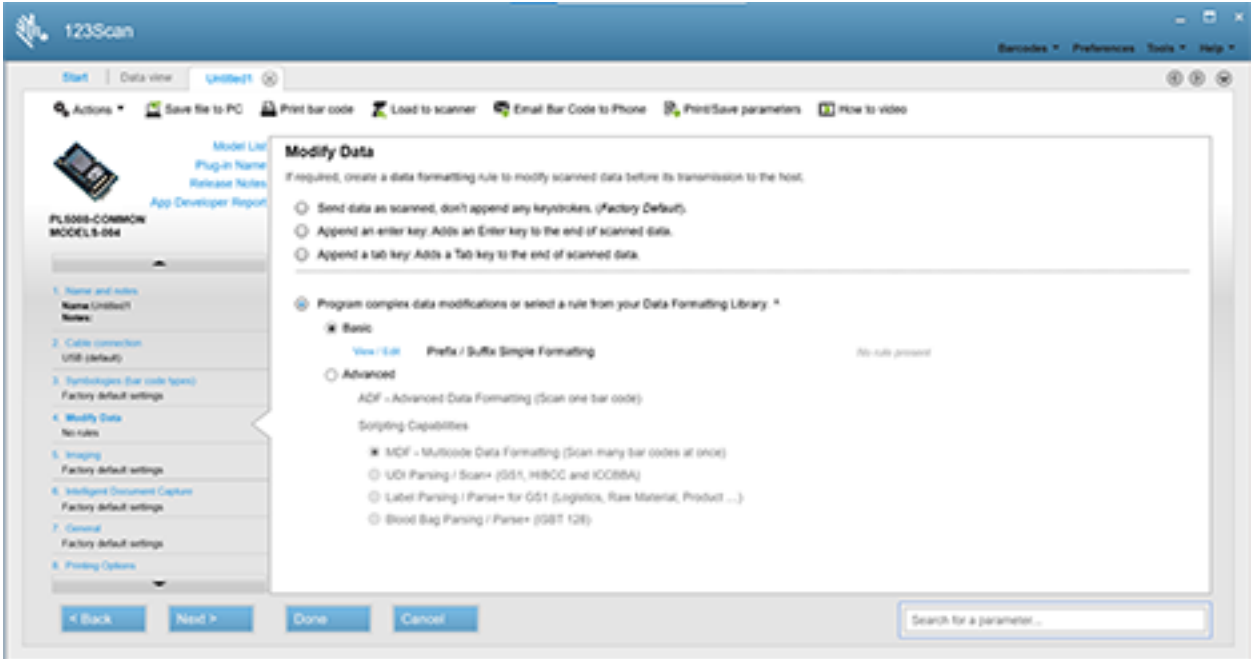 123Scan
Barcodes Preferences Tools Help
Start Data view Untitled1
Actions Save file to PC Print bar code Load to scanner Email Bar Code to Phone Print/Save parameters How to video
Model List
Plug-in Name
Release Notes
App Developer Report
PL5000-COMMON
MODELS-004
1. Name and notes
Name: Untitled1
Notes:
2. Cable connection
USB (default)
3. Symbologies (bar code types)
Factory default settings
4. Modify Data
No rules
5. Imaging
Factory default settings
6. Intelligent Document Capture
Factory default settings
7. General
Factory default settings
8. Printing Options
Modify Data
If required, create a data formatting rule to modify scanned data before its transmission to the host.
Send data as scanned, don't append any keystrokes. (Factory Default).
Append an enter key: Adds an Enter key to the end of scanned data.
Append a tab key: Adds a Tab key to the end of scanned data.
Program complex data modifications or select a rule from your Data Formatting Library. *
Basic
View / Edit Prefix / Suffix Simple Formatting No rule present
Advanced
ADF - Advanced Data Formatting (Scan one bar code)
Scripting Capabilities
MDF - Multicode Data Formatting (Scan many bar codes at once)
UDI Parsing / Scan+ (GS1, HIBCC and ICCBBA)
Label Parsing / Parse+ for GS1 (Logistics, Raw Material, Product ...)
Blood Bag Parsing / Parse+ (ISBT 128)
< Back Next > Done Cancel
Search for a parameter...